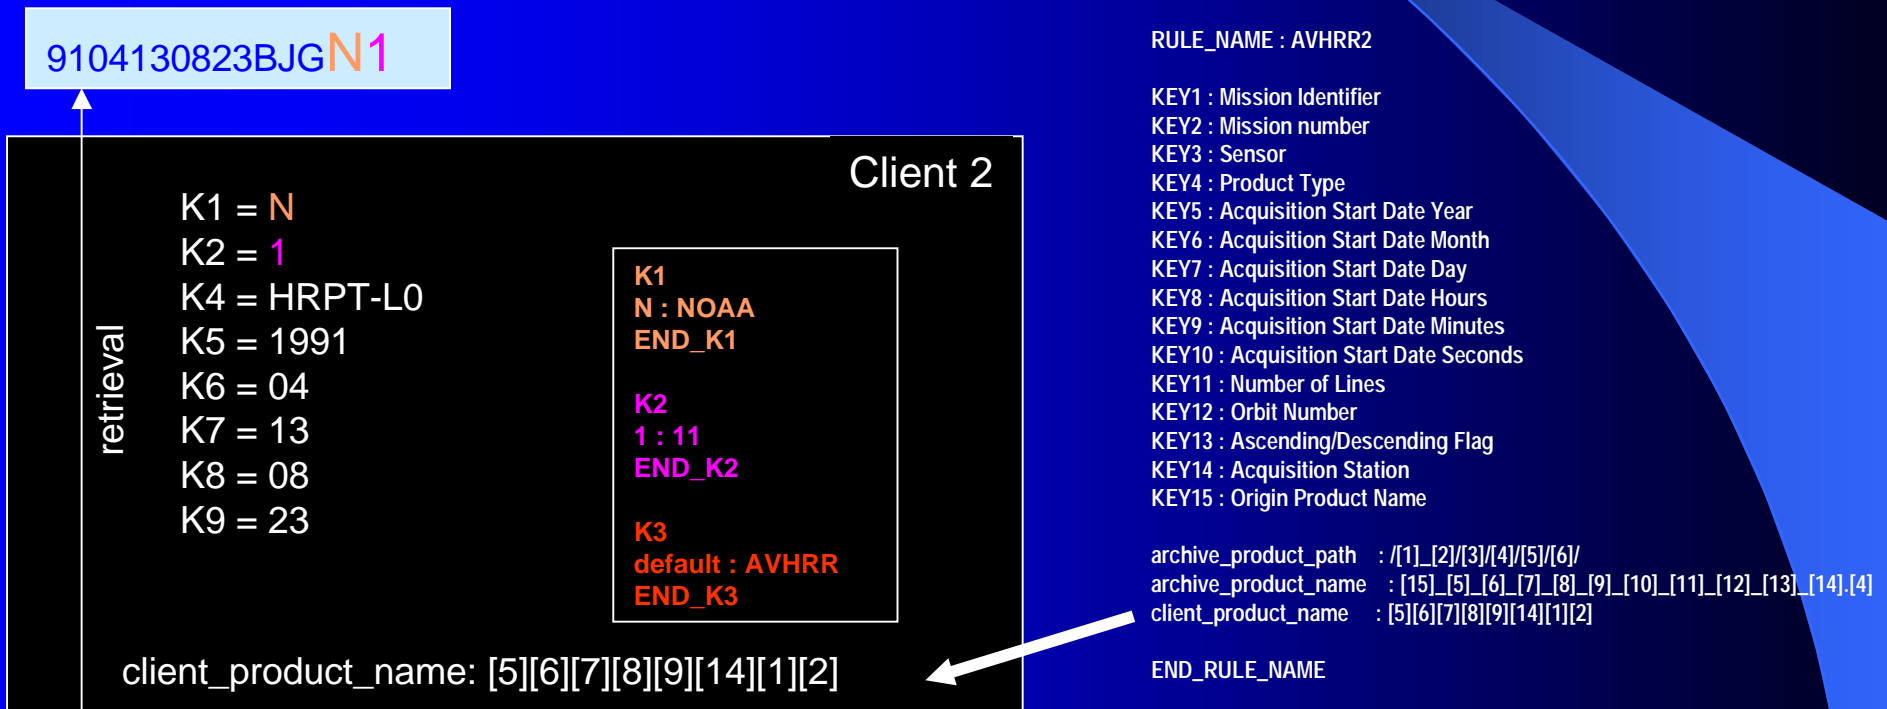 9104130823BJGN1
Client 2
retrieval
K1 = N
K2 = 1
K4 = HRPT-L0
K5 = 1991
K6 = 04
K7 = 13
K8 = 08
K9 = 23
K1
N : NOAA
END_K1
K2
1 : 11
END_K2
K3
default : AVHRR
END_K3
client_product_name: [5][6][7][8][9][14][1][2]
RULE_NAME : AVHRR2
KEY1 : Mission Identifier
KEY2 : Mission number
KEY3 : Sensor
KEY4 : Product Type
KEY5 : Acquisition Start Date Year
KEY6 : Acquisition Start Date Month
KEY7 : Acquisition Start Date Day
KEY8 : Acquisition Start Date Hours
KEY9 : Acquisition Start Date Minutes
KEY10 : Acquisition Start Date Seconds
KEY11 : Number of Lines
KEY12 : Orbit Number
KEY13 : Ascending/Descending Flag
KEY14 : Acquisition Station
KEY15 : Origin Product Name
archive_product_path : /[1]_[2]/[3]/[4]/[5]/[6]/
archive_product_name : [15]_[5]_[6]_[7]_[8]_[9]_[10]_[11]_[12]_[13]_[14].[4]
client_product_name : [5][6][7][8][9][14][1][2]
END_RULE_NAME